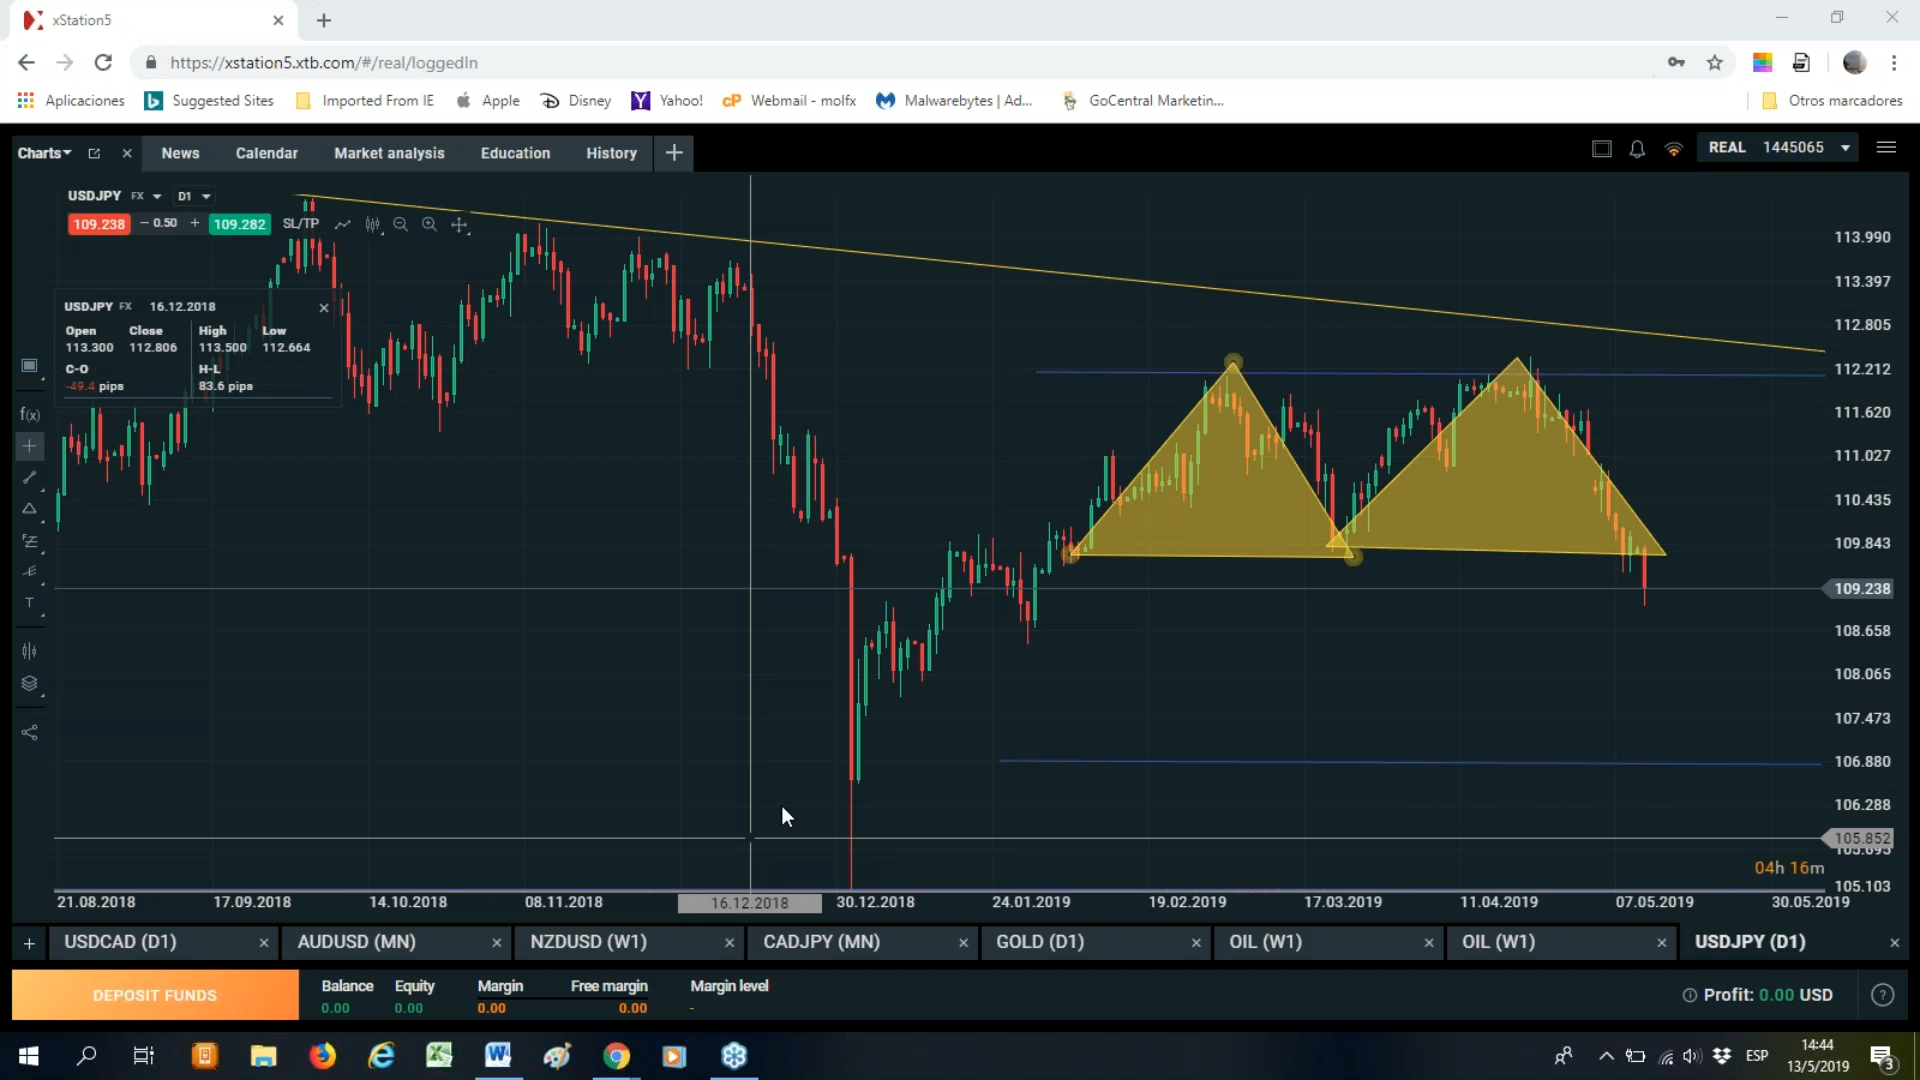 xStation5
https://xstation5.xtb.com/#/real/loggedIn
Aplicaciones Suggested Sites Imported From IE Apple Disney Yahoo! Webmail - molfx Malwarebytes | Ad... GoCentral Marketin... Otros marcadores
Charts News Calendar Market analysis Education History REAL 1445065
USDJPY FX D1
109.238 − 0.50 + 109.282 SL/TP
USDJPY FX 16.12.2018
Open Close High Low
113.300 112.806 113.500 112.664
C-O H-L
-49.4 pips 83.6 pips
f(x)
T
113.990
113.397
112.805
112.212
111.620
111.027
110.435
109.843
109.238
108.658
108.065
107.473
106.880
106.288
105.852
105.695
04h 16m
105.103
21.08.2018 17.09.2018 14.10.2018 08.11.2018 16.12.2018 30.12.2018 24.01.2019 19.02.2019 17.03.2019 11.04.2019 07.05.2019 30.05.2019
USDCAD (D1) AUDUSD (MN) NZDUSD (W1) CADJPY (MN) GOLD (D1) OIL (W1) OIL (W1) USDJPY (D1)
DEPOSIT FUNDS
Balance Equity Margin Free margin Margin level
0.00 0.00 0.00 0.00 -
Profit: 0.00 USD
ESP
14:44
13/5/2019
3